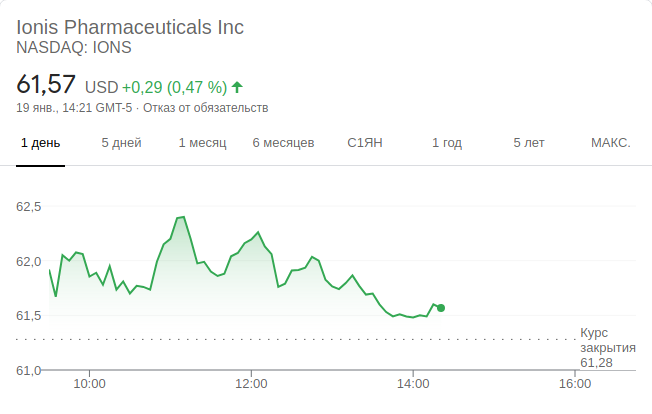 Ionis Pharmaceuticals Inc
NASDAQ: IONS
61,57 USD +0,29 (0,47 %)
19 янв., 14:21 GMT-5 · Отказ от обязательств
1 день 5 дней 1 месяц 6 месяцев С1ЯН 1 год 5 лет МАКС.
62,5
62,0
61,5
Курс
закрытия
61,28
61,0
10:00 12:00 14:00 16:00